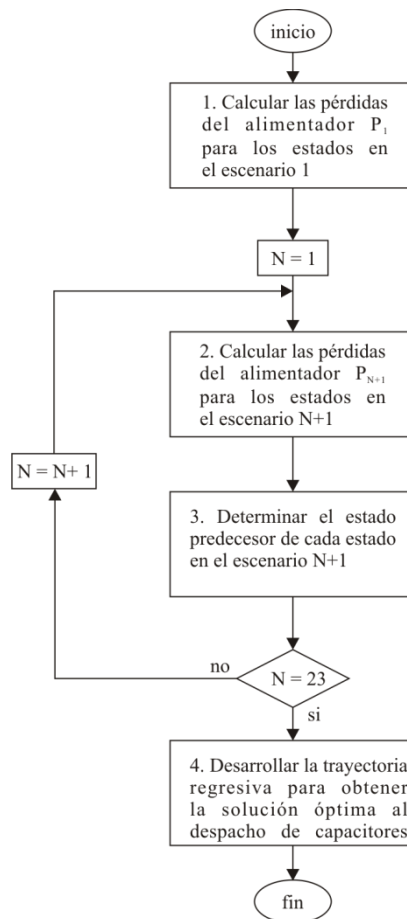 inicio
1. Calcular las pérdidas
del alimentador P₁
para los estados en
el escenario 1
N = 1
2. Calcular las pérdidas
del alimentador Pₙ₊₁
para los estados en
el escenario N+1
N = N+ 1
3. Determinar el estado
predecesor de cada estado
en el escenario N+1
no
N = 23
si
4. Desarrollar la trayectoria
regresiva para obtener
la solución óptima al
despacho de capacitores
fin